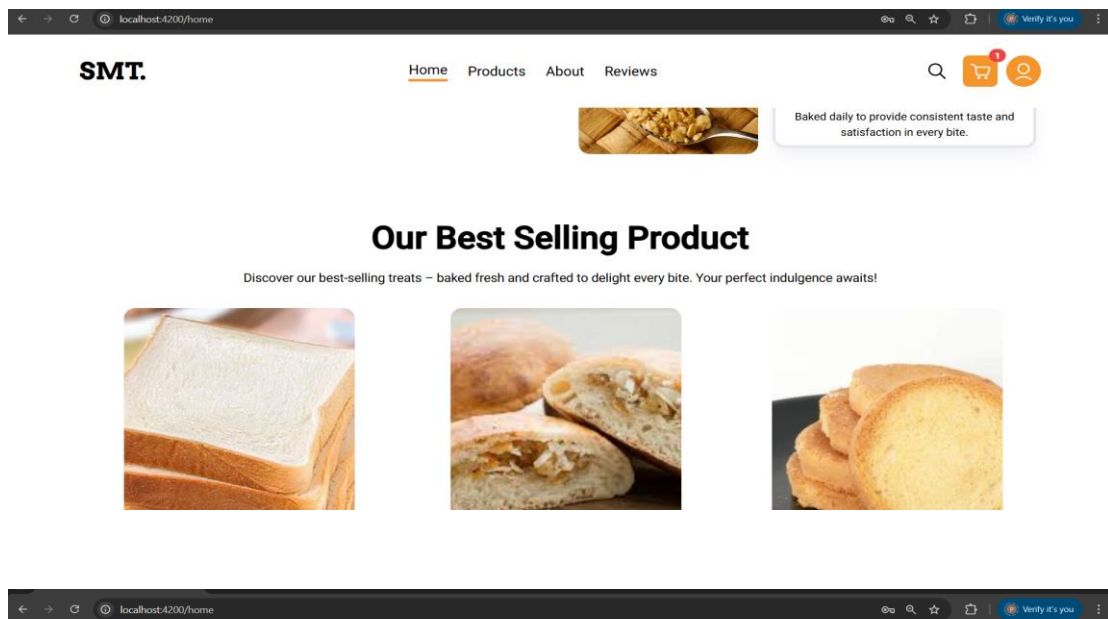 localhost:4200/home
Verify it's you
SMT.
Home Products About Reviews
1
Baked daily to provide consistent taste and
satisfaction in every bite.
Our Best Selling Product
Discover our best-selling treats – baked fresh and crafted to delight every bite. Your perfect indulgence awaits!
localhost:4200/home
Verify it's you